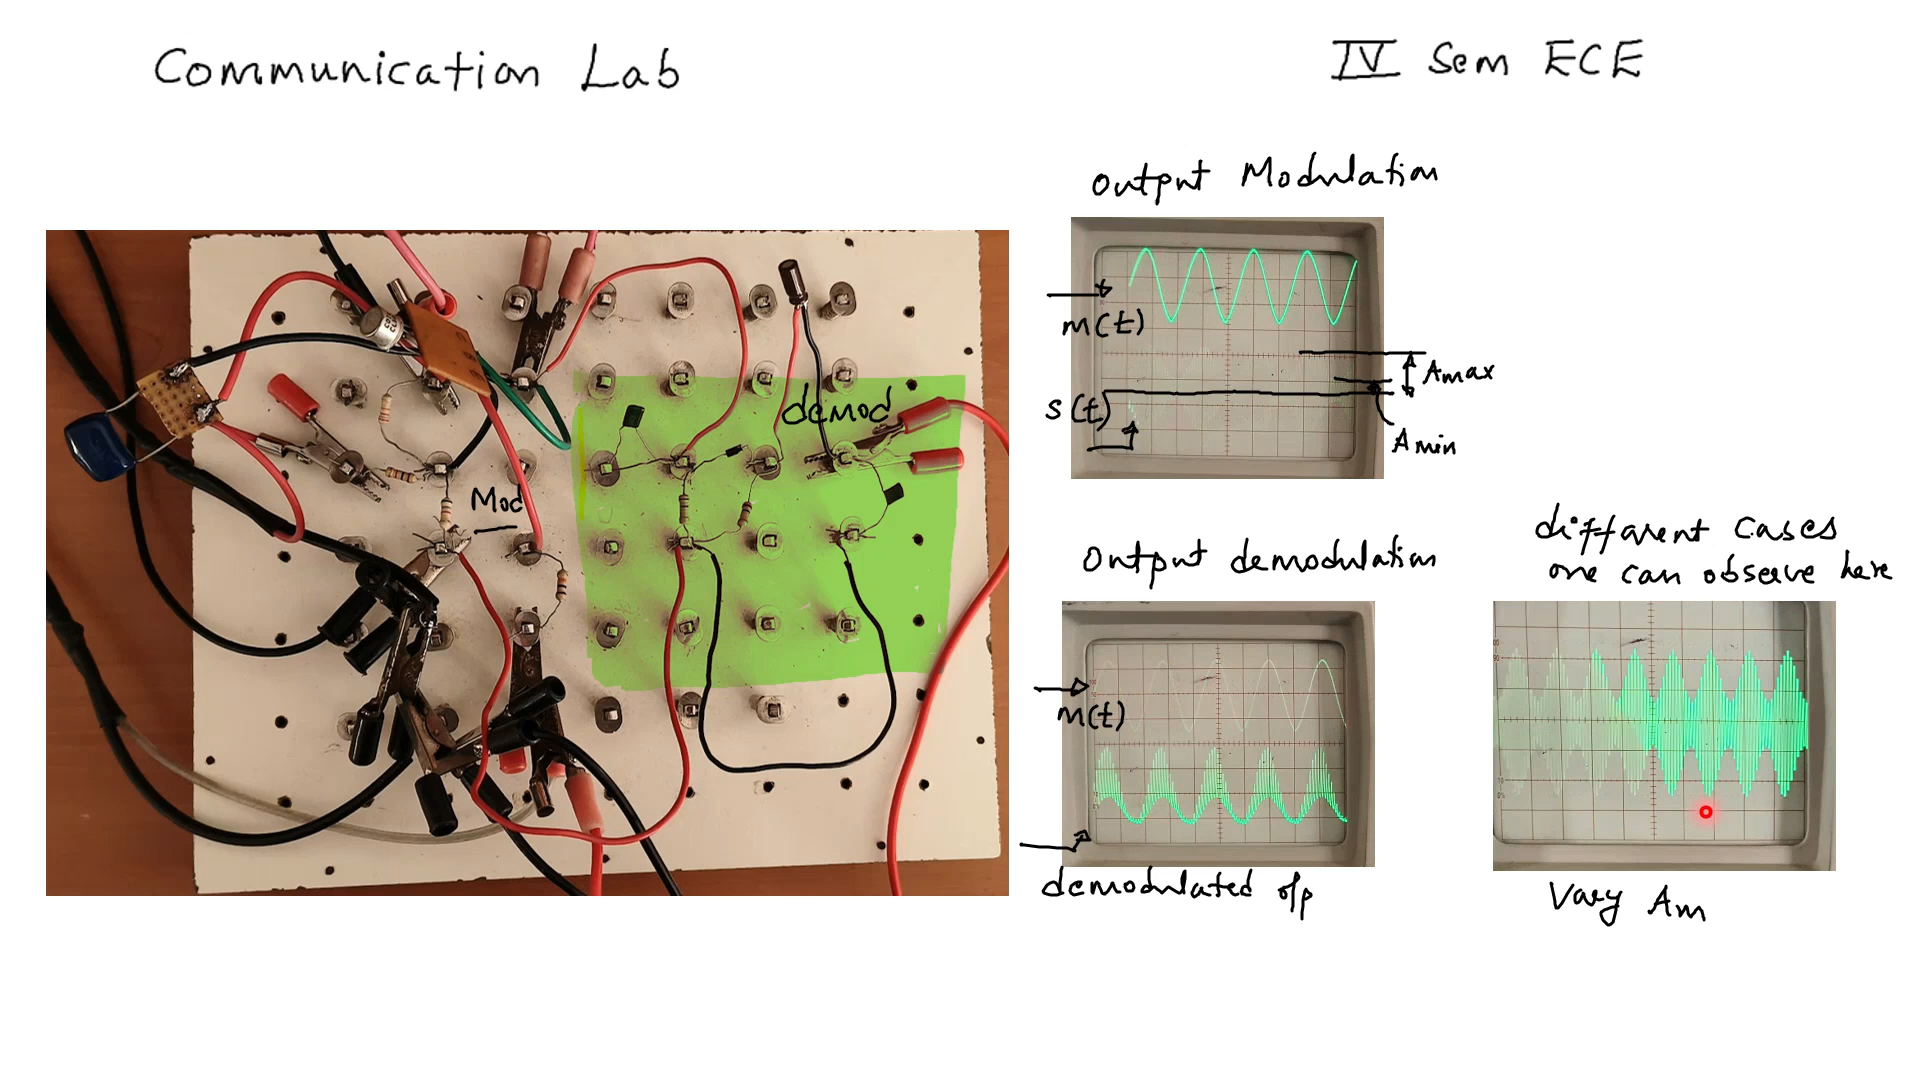 Communication Lab
IV Sem ECE
Output Modulation
m(t)
Amax
s(t)
Amin
demod
Mod
different cases
one can observe here
Output demodulation
m(t)
demodulated o/p
Vary Am